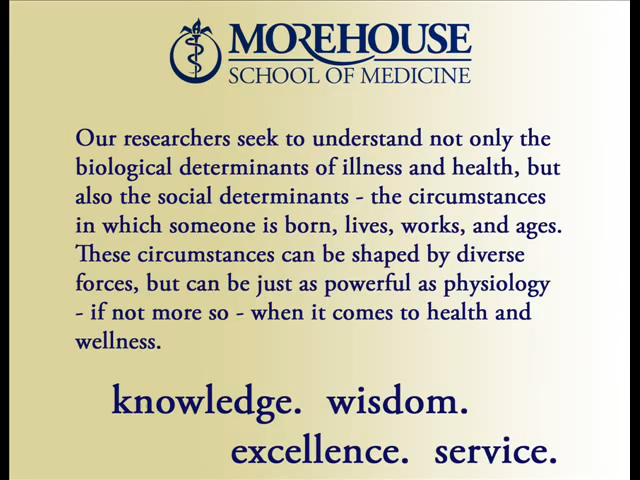 MOREHOUSE
SCHOOL OF MEDICINE
Our researchers seek to understand not only the
biological determinants of illness and health, but
also the social determinants - the circumstances
in which someone is born, lives, works, and ages.
These circumstances can be shaped by diverse
forces, but can be just as powerful as physiology
- if not more so - when it comes to health and
wellness.
knowledge. wisdom.
excellence. service.